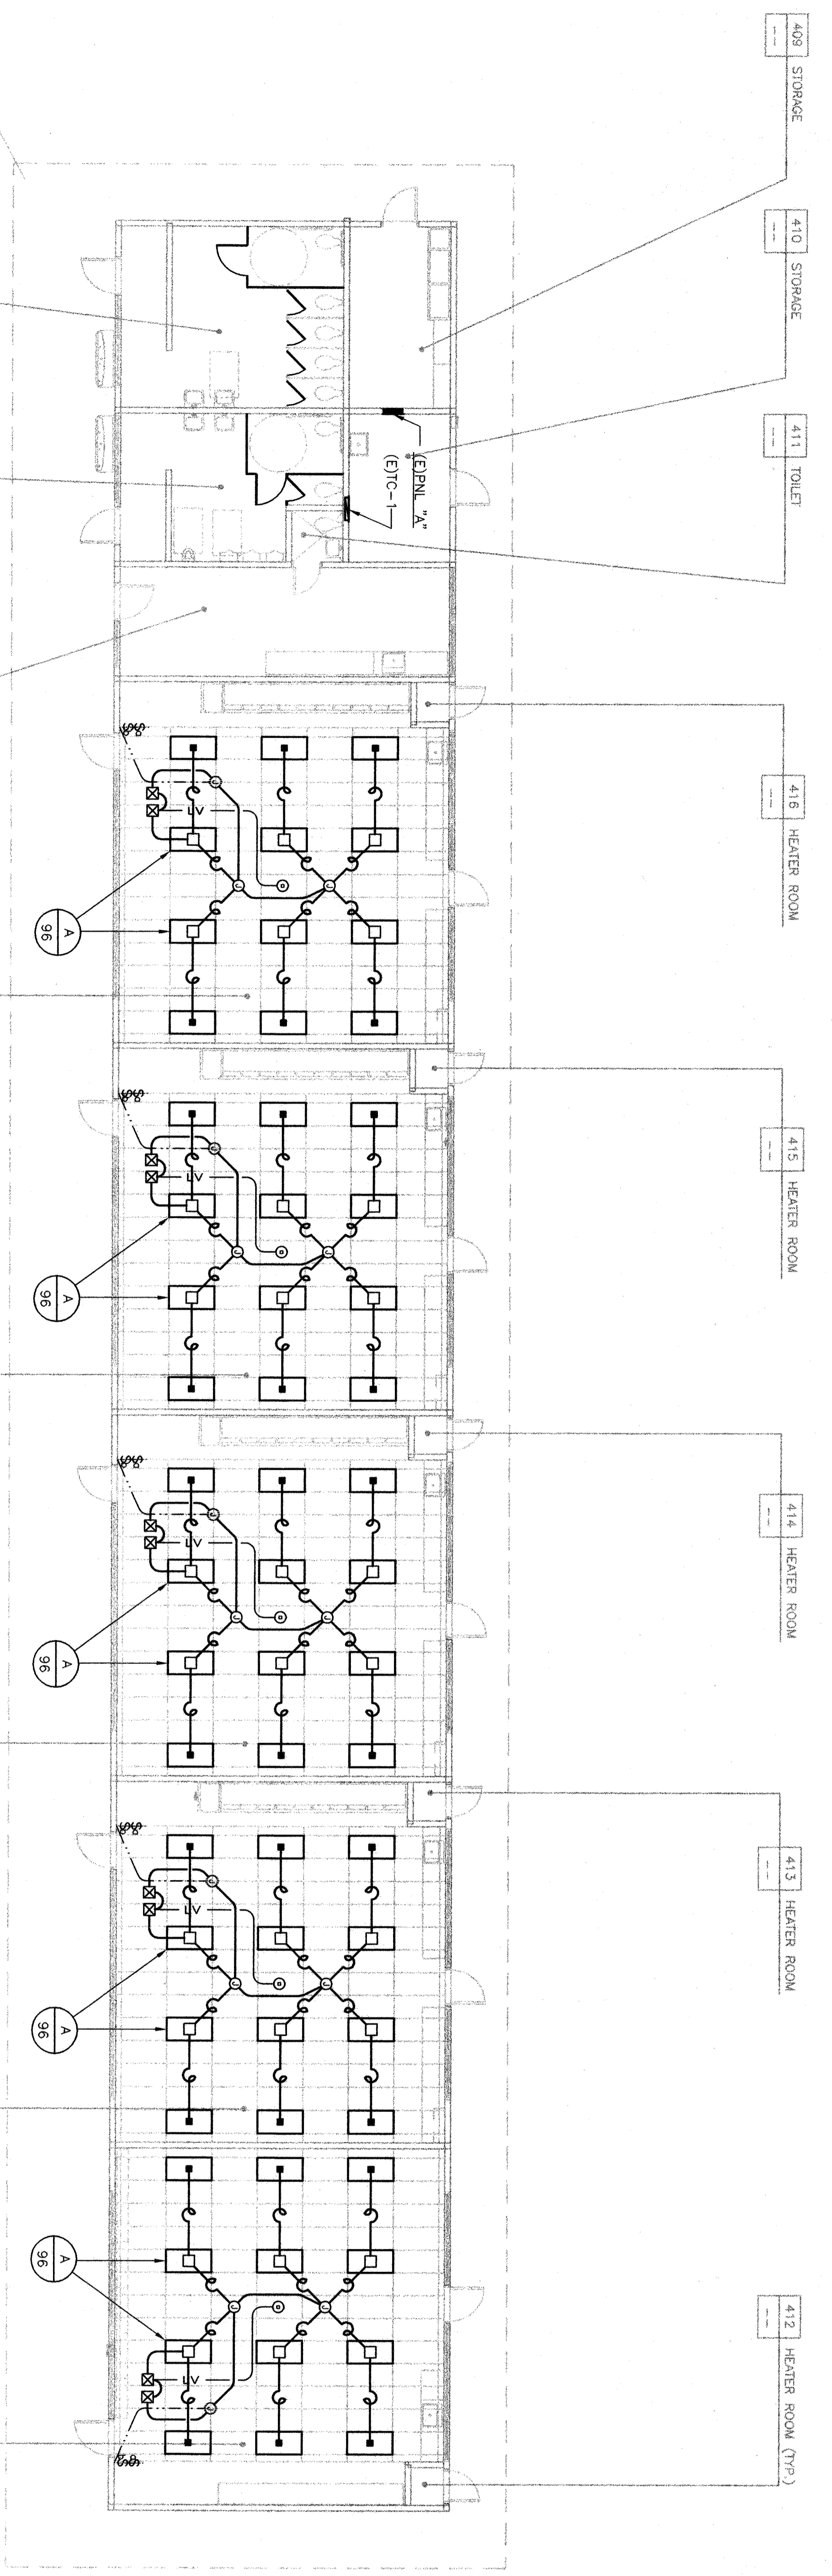 409
--
STORAGE
410
--
STORAGE
411
--
TOILET
(E)PNL "A"
(E)TC-1
416
--
HEATER ROOM
$$
LV
J
J
J
A
96
415
--
HEATER ROOM
$$
LV
J
J
J
A
96
414
--
HEATER ROOM
$$
LV
J
J
J
A
96
413
--
HEATER ROOM
$$
LV
J
J
J
A
96
412
--
HEATER ROOM (TYP.)
A
96
J
J
LV
J
$$